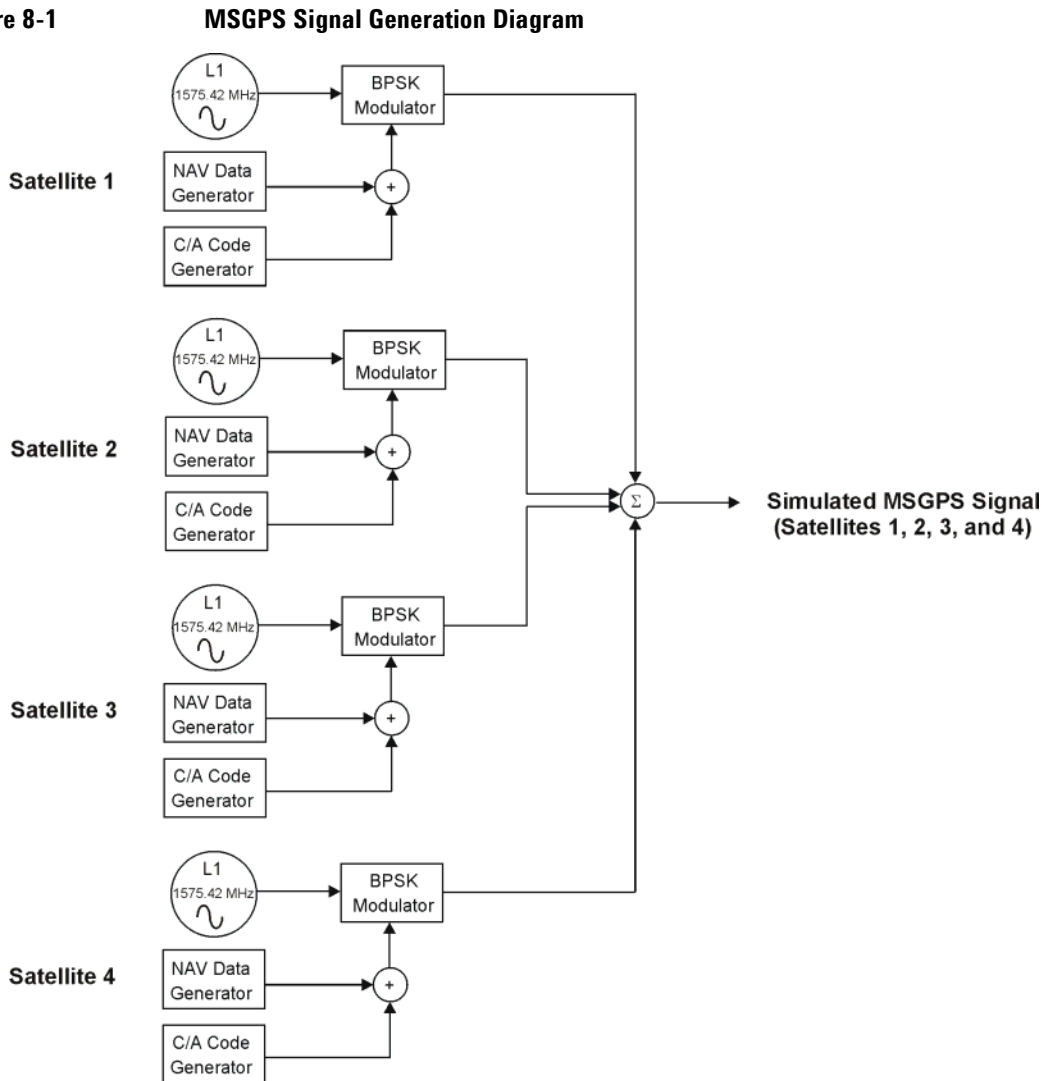 re 8-1 MSGPS Signal Generation Diagram
L1
1575.42 MHz
BPSK
Modulator
Satellite 1
NAV Data
Generator
+
C/A Code
Generator
L1
1575.42 MHz
BPSK
Modulator
Satellite 2
NAV Data
Generator
+
C/A Code
Generator
Σ
Simulated MSGPS Signal
(Satellites 1, 2, 3, and 4)
L1
1575.42 MHz
BPSK
Modulator
Satellite 3
NAV Data
Generator
+
C/A Code
Generator
L1
1575.42 MHz
BPSK
Modulator
Satellite 4
NAV Data
Generator
+
C/A Code
Generator